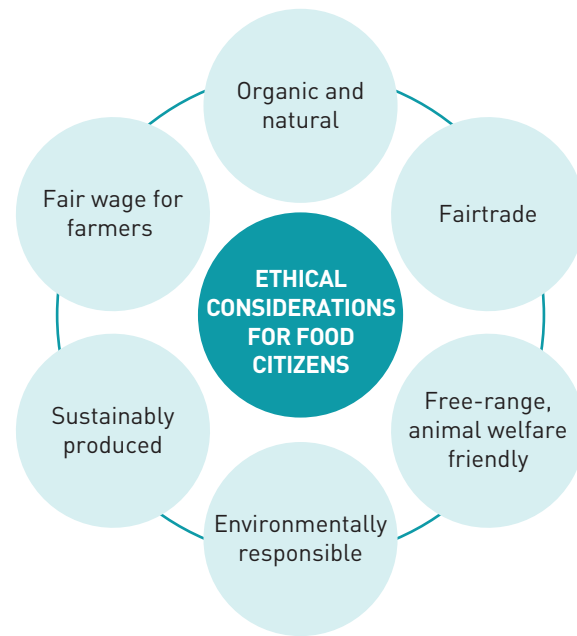 Organic and
natural
Fairtrade
Free-range,
animal welfare
friendly
Environmentally
responsible
Sustainably
produced
Fair wage for
farmers
ETHICAL
CONSIDERATIONS
FOR FOOD
CITIZENS